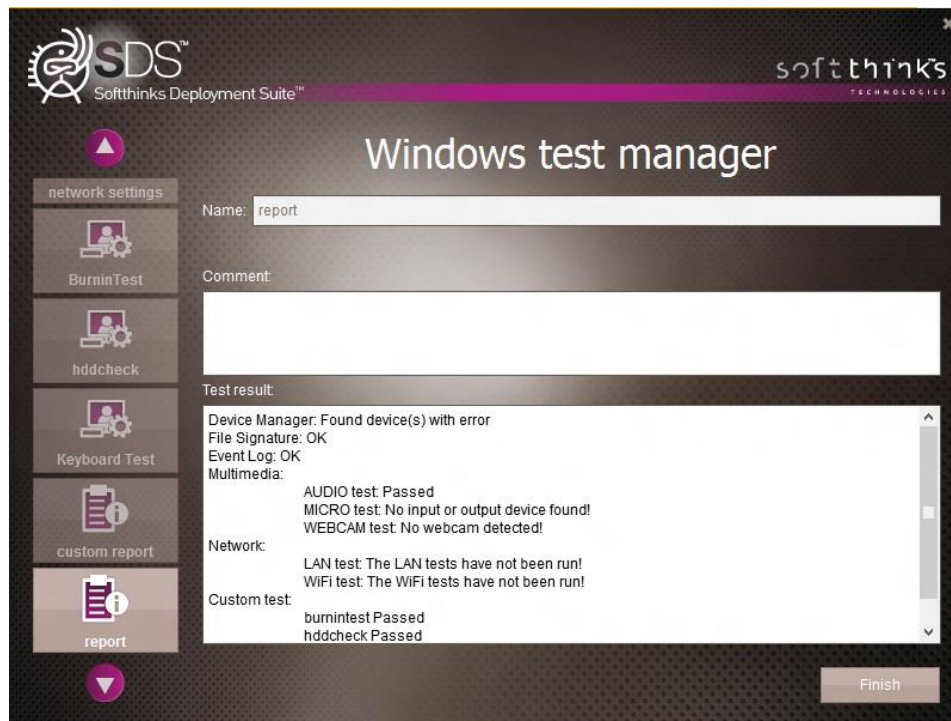 SDS™
Softthinks Deployment Suite™
softthinks
TECHNOLOGIES
Windows test manager
network settings
BurninTest
hddcheck
Keyboard Test
custom report
report
Name: report
Comment:
Test result:
Device Manager: Found device(s) with error
File Signature: OK
Event Log: OK
Multimedia:
AUDIO test: Passed
MICRO test: No input or output device found!
WEBCAM test: No webcam detected!
Network:
LAN test: The LAN tests have not been run!
WiFi test: The WiFi tests have not been run!
Custom test:
burnintest Passed
hddcheck Passed
Finish